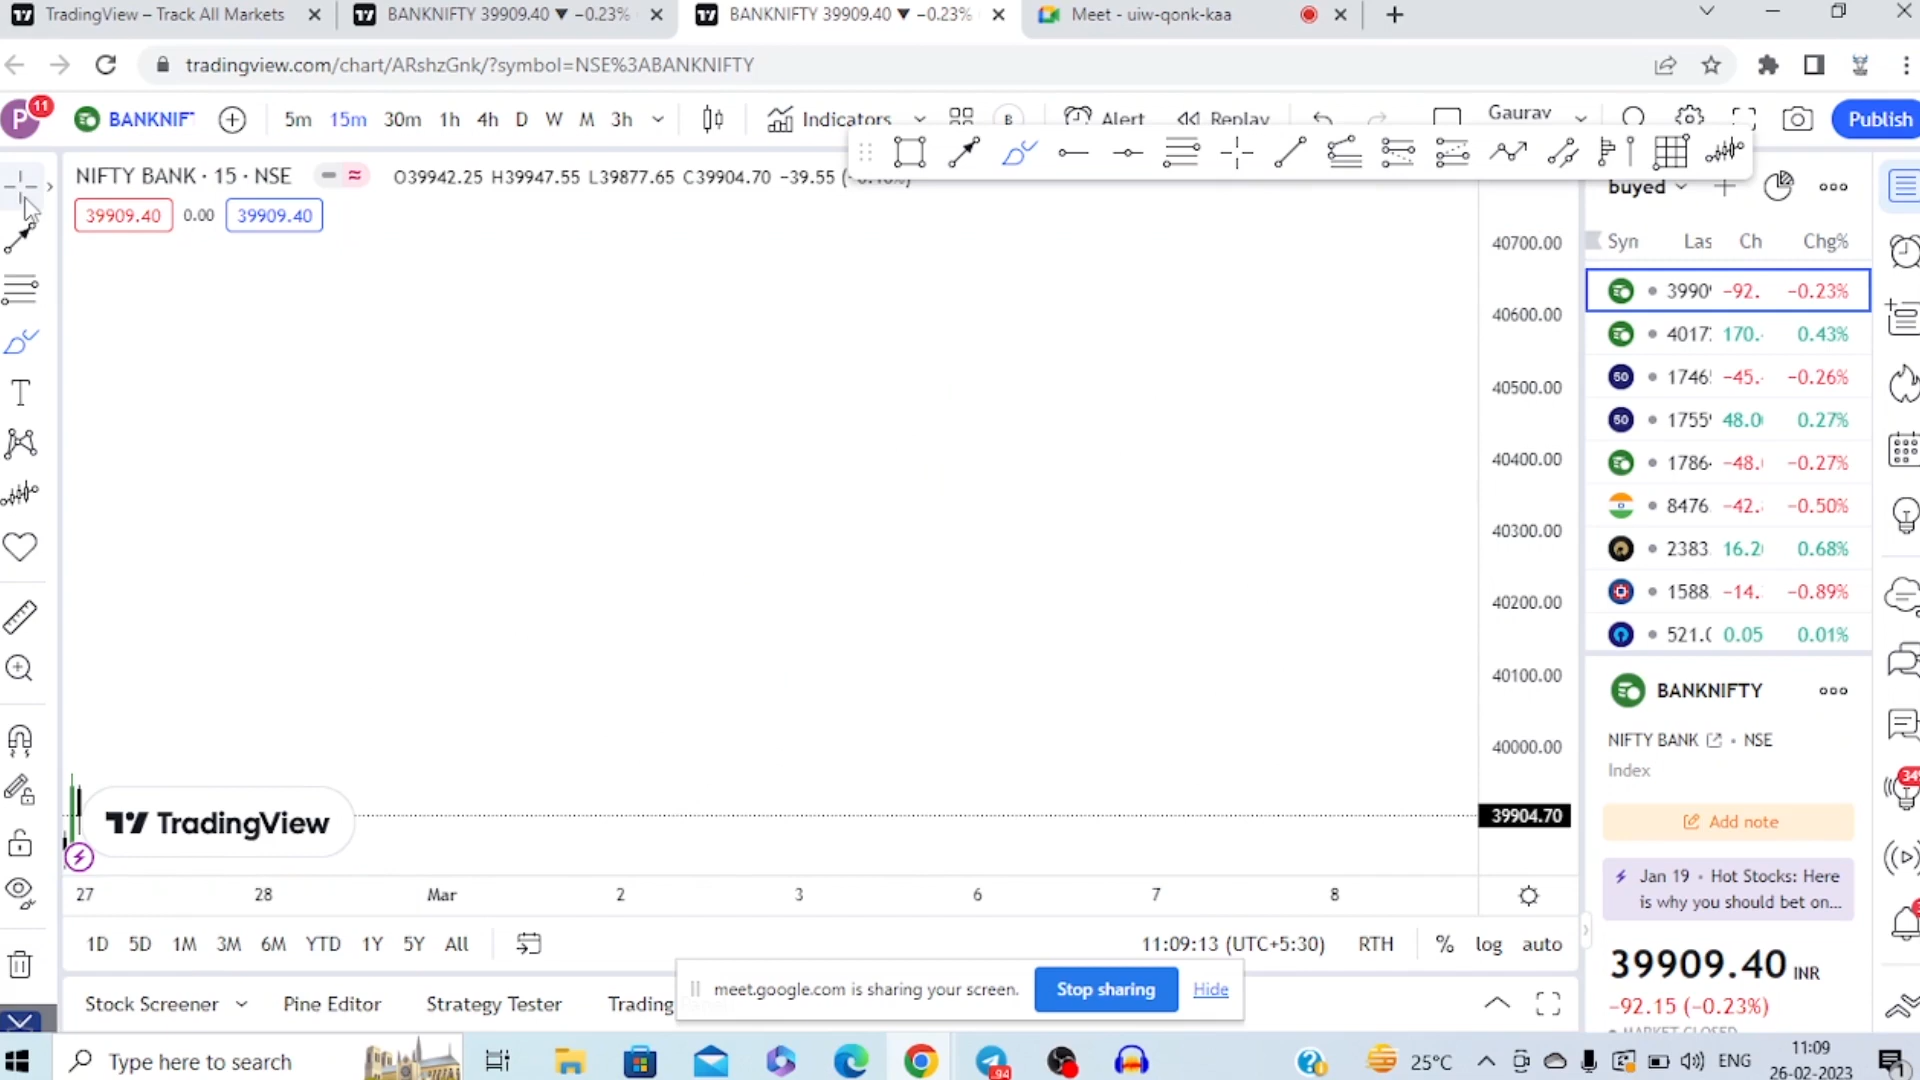 TradingView – Track All Markets
BANKNIFTY 39909.40 ▼ −0.23%
BANKNIFTY 39909.40 ▼ −0.23%
Meet - uiw-qonk-kaa
tradingview.com/chart/ARshzGnk/?symbol=NSE%3ABANKNIFTY
P 11 BANKNIF 5m 15m 30m 1h 4h D W M 3h Indicators B Alert Replay Gaurav Publish
NIFTY BANK · 15 · NSE O39942.25 H39947.55 L39877.65 C39904.70 −39.55
39909.40 0.00 39909.40
buyed
Syn Las Ch Chg%
3990 −92. −0.23%
4017 170. 0.43%
50 1746 −45. −0.26%
50 1755 48.0 0.27%
1786 −48. −0.27%
8476 −42. −0.50%
2383 16.2 0.68%
1588 −14. −0.89%
521.0 0.05 0.01%
40700.00
40600.00
40500.00
40400.00
40300.00
40200.00
40100.00
40000.00
39904.70
TradingView
27 28 Mar 2 3 6 7 8
1D 5D 1M 3M 6M YTD 1Y 5Y All
11:09:13 (UTC+5:30) RTH % log auto
BANKNIFTY
NIFTY BANK • NSE
Index
Add note
Jan 19 • Hot Stocks: Here
is why you should bet on...
39909.40 INR
−92.15 (−0.23%)
MARKET CLOSED
Stock Screener Pine Editor Strategy Tester Trading
meet.google.com is sharing your screen. Stop sharing Hide
Type here to search
94
25°C ENG
11:09
26-02-2023
1